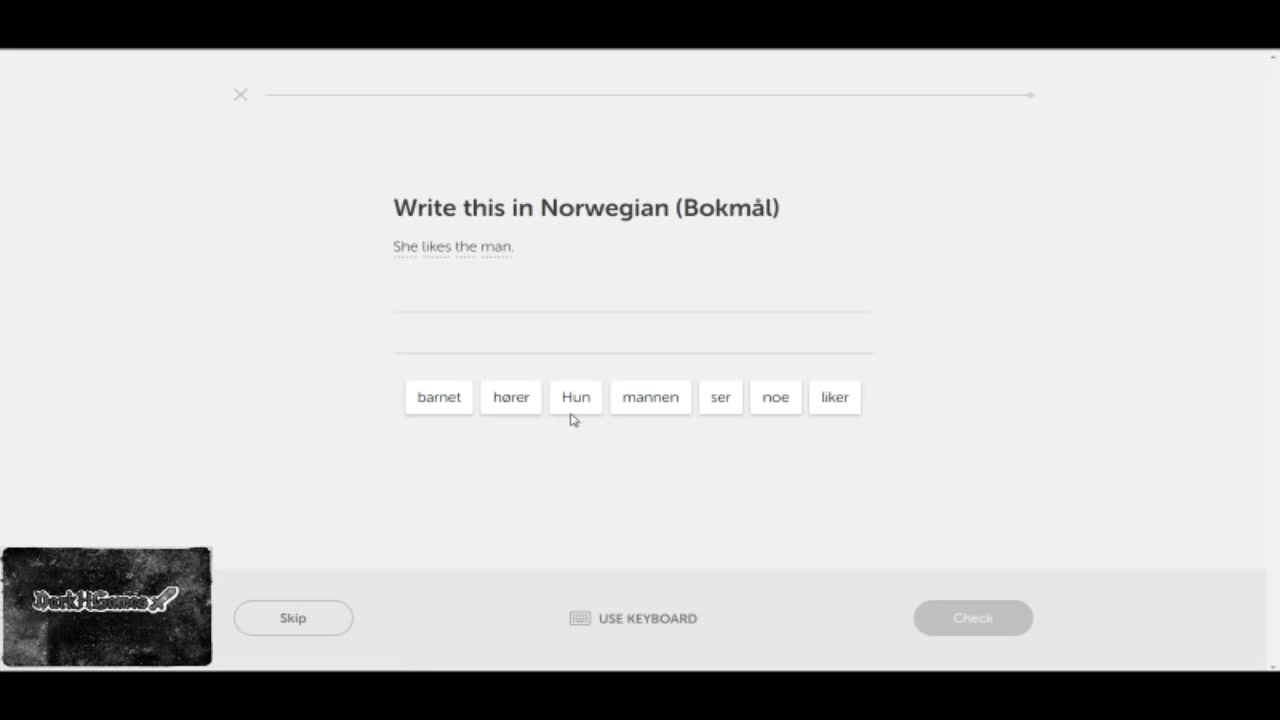 Write this in Norwegian (Bokmål)
She likes the man.
barnet hører Hun mannen ser noe liker
DarkHGames
Skip USE KEYBOARD Check